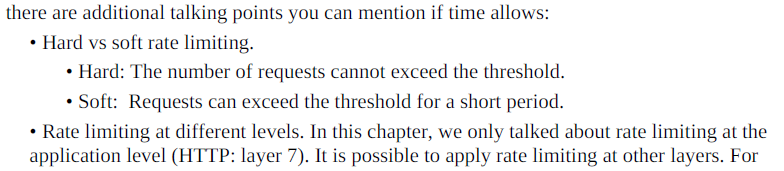 there are additional talking points you can mention if time allows:
• Hard vs soft rate limiting.
• Hard: The number of requests cannot exceed the threshold.
• Soft:  Requests can exceed the threshold for a short period.
• Rate limiting at different levels. In this chapter, we only talked about rate limiting at the
application level (HTTP: layer 7). It is possible to apply rate limiting at other layers. For